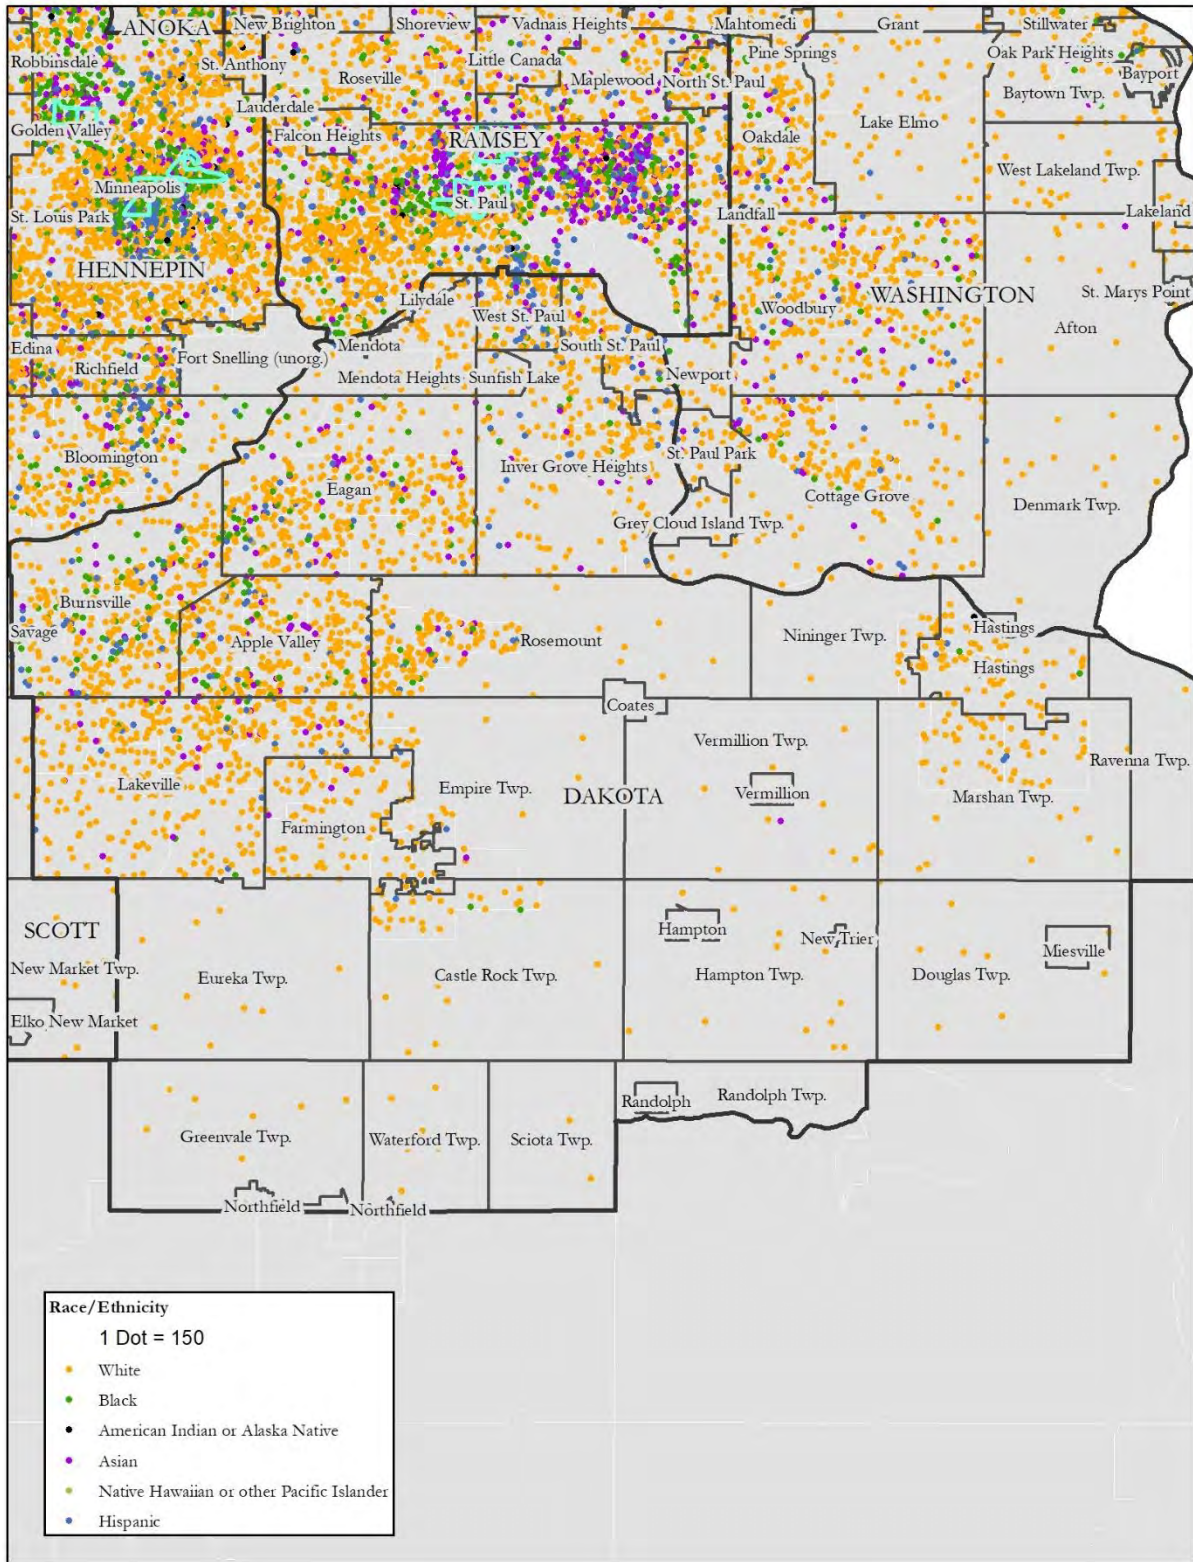 ANOKA
New Brighton
Shoreview
Vadnais Heights
Mahtomedi
Grant
Stillwater
Robbinsdale
St. Anthony
Roseville
Little Canada
Maplewood
North St. Paul
Pine Springs
Oak Park Heights
Bayport
Baytown Twp.
Lauderdale
Golden Valley
Falcon Heights
RAMSEY
Oakdale
Lake Elmo
West Lakeland Twp.
Minneapolis
St. Louis Park
St. Paul
Landfall
Lakeland
HENNEPIN
Lilydale
West St. Paul
Woodbury
WASHINGTON
St. Marys Point
Afton
Edina
Richfield
Fort Snelling (unorg.)
Mendota
South St. Paul
Mendota Heights
Sunfish Lake
Newport
Bloomington
Eagan
Inver Grove Heights
St. Paul Park
Cottage Grove
Denmark Twp.
Grey Cloud Island Twp.
Burnsville
Savage
Apple Valley
Rosemount
Nininger Twp.
Hastings
Hastings
Coates
Vermillion Twp.
Ravenna Twp.
Lakeville
Empire Twp.
DAKOTA
Vermillion
Marshan Twp.
Farmington
SCOTT
Hampton
New Trier
Miesville
New Market Twp.
Eureka Twp.
Castle Rock Twp.
Hampton Twp.
Douglas Twp.
Elko New Market
Randolph
Randolph Twp.
Greenvale Twp.
Waterford Twp.
Sciota Twp.
Northfield
Northfield
Race/Ethnicity
1 Dot = 150
White
Black
American Indian or Alaska Native
Asian
Native Hawaiian or other Pacific Islander
Hispanic